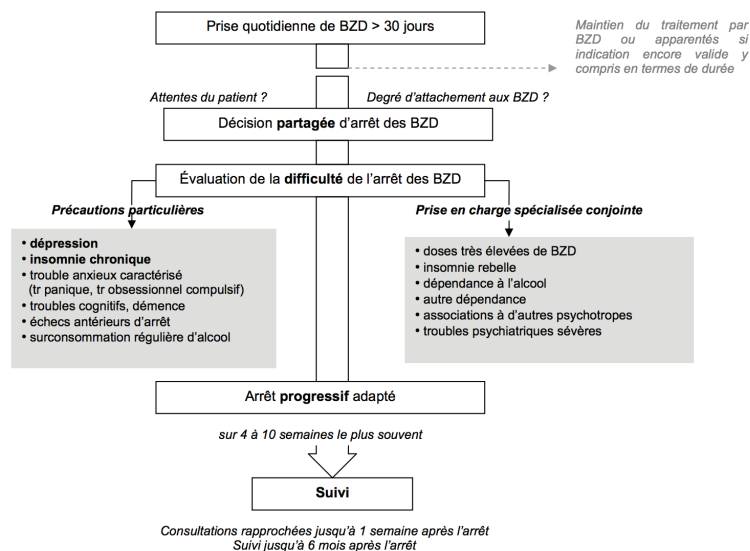 Prise quotidienne de BZD > 30 jours
Maintien du traitement par
BZD ou apparentés si
indication encore valide y
compris en termes de durée
Attentes du patient ?
Degré d'attachement aux BZD ?
Décision partagée d'arrêt des BZD
Évaluation de la difficulté de l'arrêt des BZD
Précautions particulières
Prise en charge spécialisée conjointe
• dépression
• insomnie chronique
• trouble anxieux caractérisé
(tr panique, tr obsessionnel compulsif)
• troubles cognitifs, démence
• échecs antérieurs d'arrêt
• surconsommation régulière d'alcool
• doses très élevées de BZD
• insomnie rebelle
• dépendance à l'alcool
• autre dépendance
• associations à d'autres psychotropes
• troubles psychiatriques sévères
Arrêt progressif adapté
sur 4 à 10 semaines le plus souvent
Suivi
Consultations rapprochées jusqu'à 1 semaine après l'arrêt
Suivi jusqu'à 6 mois après l'arrêt